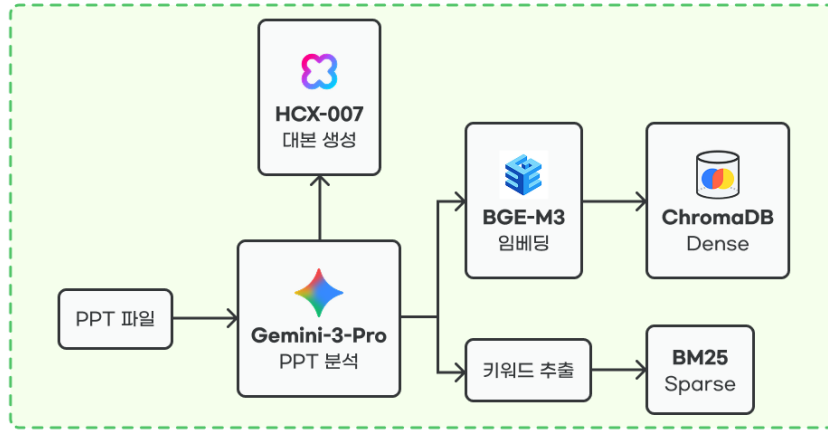 HCX-007
대본 생성
BGE-M3
임베딩
ChromaDB
Dense
PPT 파일
Gemini-3-Pro
PPT 분석
키워드 추출
BM25
Sparse